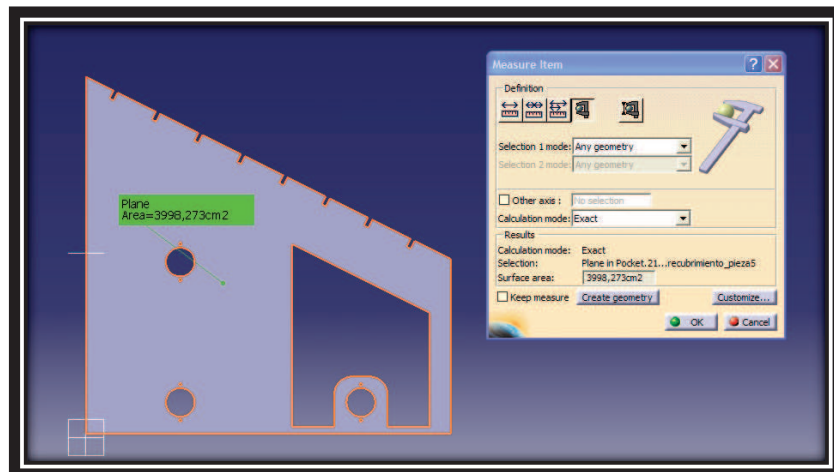 Plane
Area=3998,273cm2
Measure Item
Definition
Selection 1 mode: Any geometry
Selection 2 mode: Any geometry
Other axis : No selection
Calculation mode: Exact
Results
Calculation mode: Exact
Selection: Plane in Pocket.21...recubrimiento_pieza5
Surface area: 3998,273cm2
Keep measure Create geometry Customize...
OK Cancel